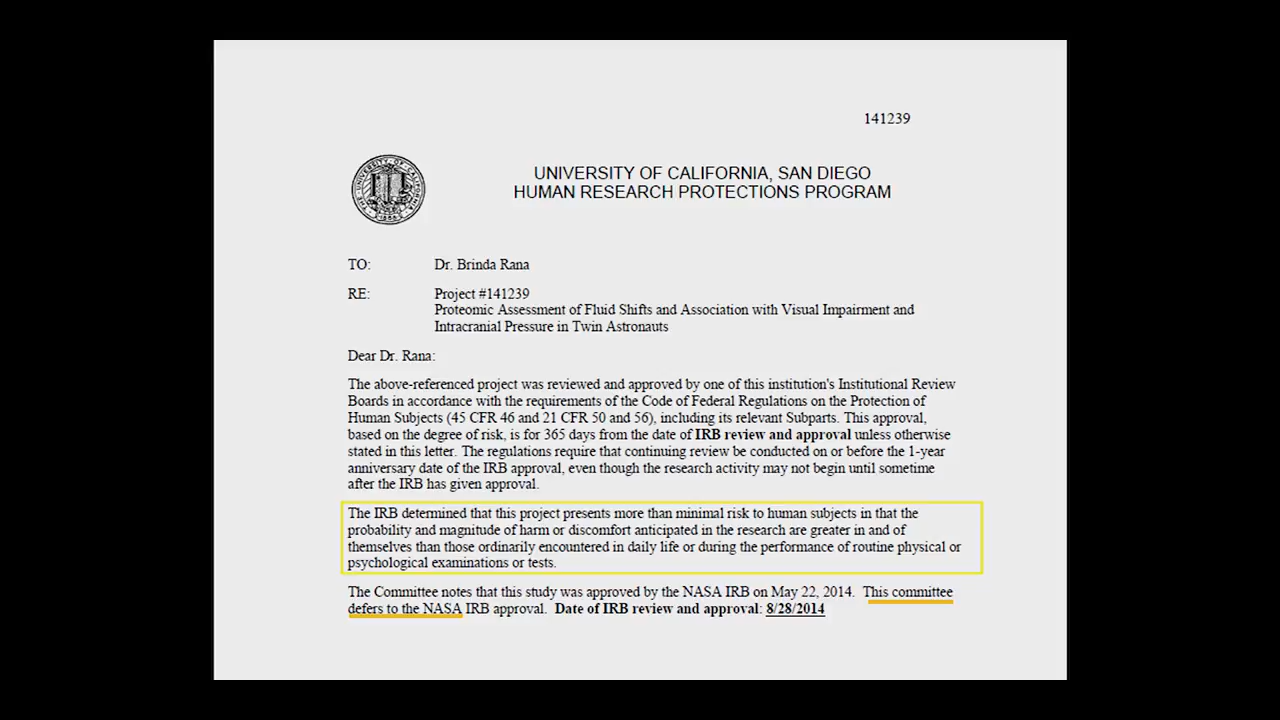 141239
UNIVERSITY OF CALIFORNIA, SAN DIEGO
HUMAN RESEARCH PROTECTIONS PROGRAM
TO: Dr. Brinda Rana
RE: Project #141239
Proteomic Assessment of Fluid Shifts and Association with Visual Impairment and
Intracranial Pressure in Twin Astronauts
Dear Dr. Rana:
The above-referenced project was reviewed and approved by one of this institution's Institutional Review
Boards in accordance with the requirements of the Code of Federal Regulations on the Protection of
Human Subjects (45 CFR 46 and 21 CFR 50 and 56), including its relevant Subparts. This approval,
based on the degree of risk, is for 365 days from the date of IRB review and approval unless otherwise
stated in this letter. The regulations require that continuing review be conducted on or before the 1-year
anniversary date of the IRB approval, even though the research activity may not begin until sometime
after the IRB has given approval.
The IRB determined that this project presents more than minimal risk to human subjects in that the
probability and magnitude of harm or discomfort anticipated in the research are greater in and of
themselves than those ordinarily encountered in daily life or during the performance of routine physical or
psychological examinations or tests.
The Committee notes that this study was approved by the NASA IRB on May 22, 2014. This committee
defers to the NASA IRB approval. Date of IRB review and approval: 8/28/2014